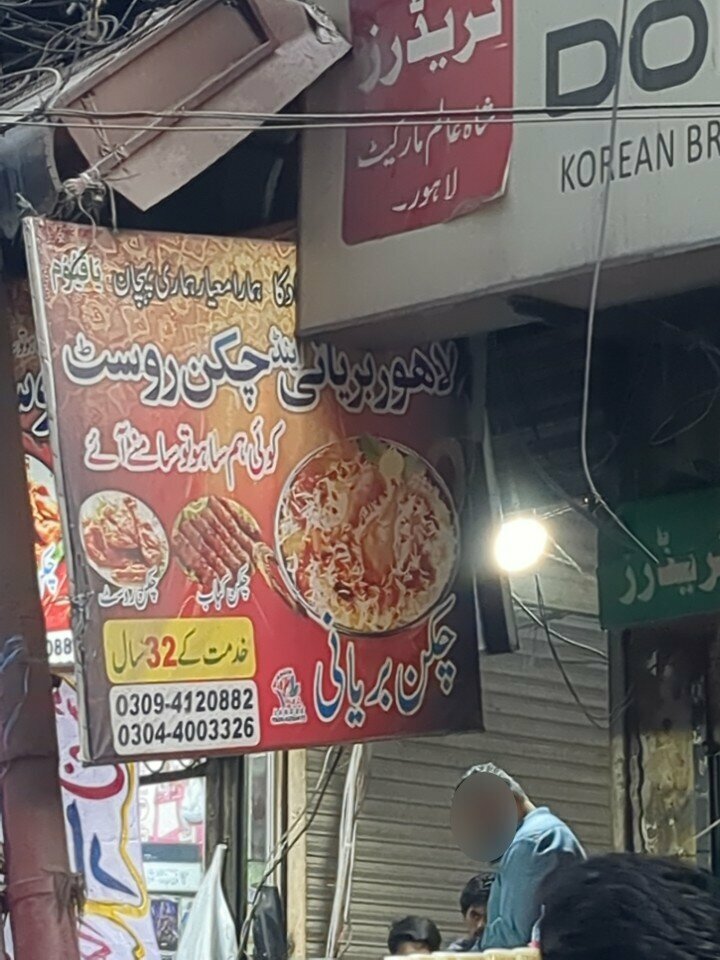 ٹریڈرز
شاہ عالم مارکیٹ
لاہور۔
DO
KOREAN BR
ہمارا معیار ہماری پہچان
لاہور بریانی اینڈ چکن روسٹ
کوئی ہم سا ہو تو سامنے آئے
چکن روسٹ
چکن کباب
خدمت کے 32 سال
0309-4120882
0304-4003326
چکن بریانی
ٹریڈرز